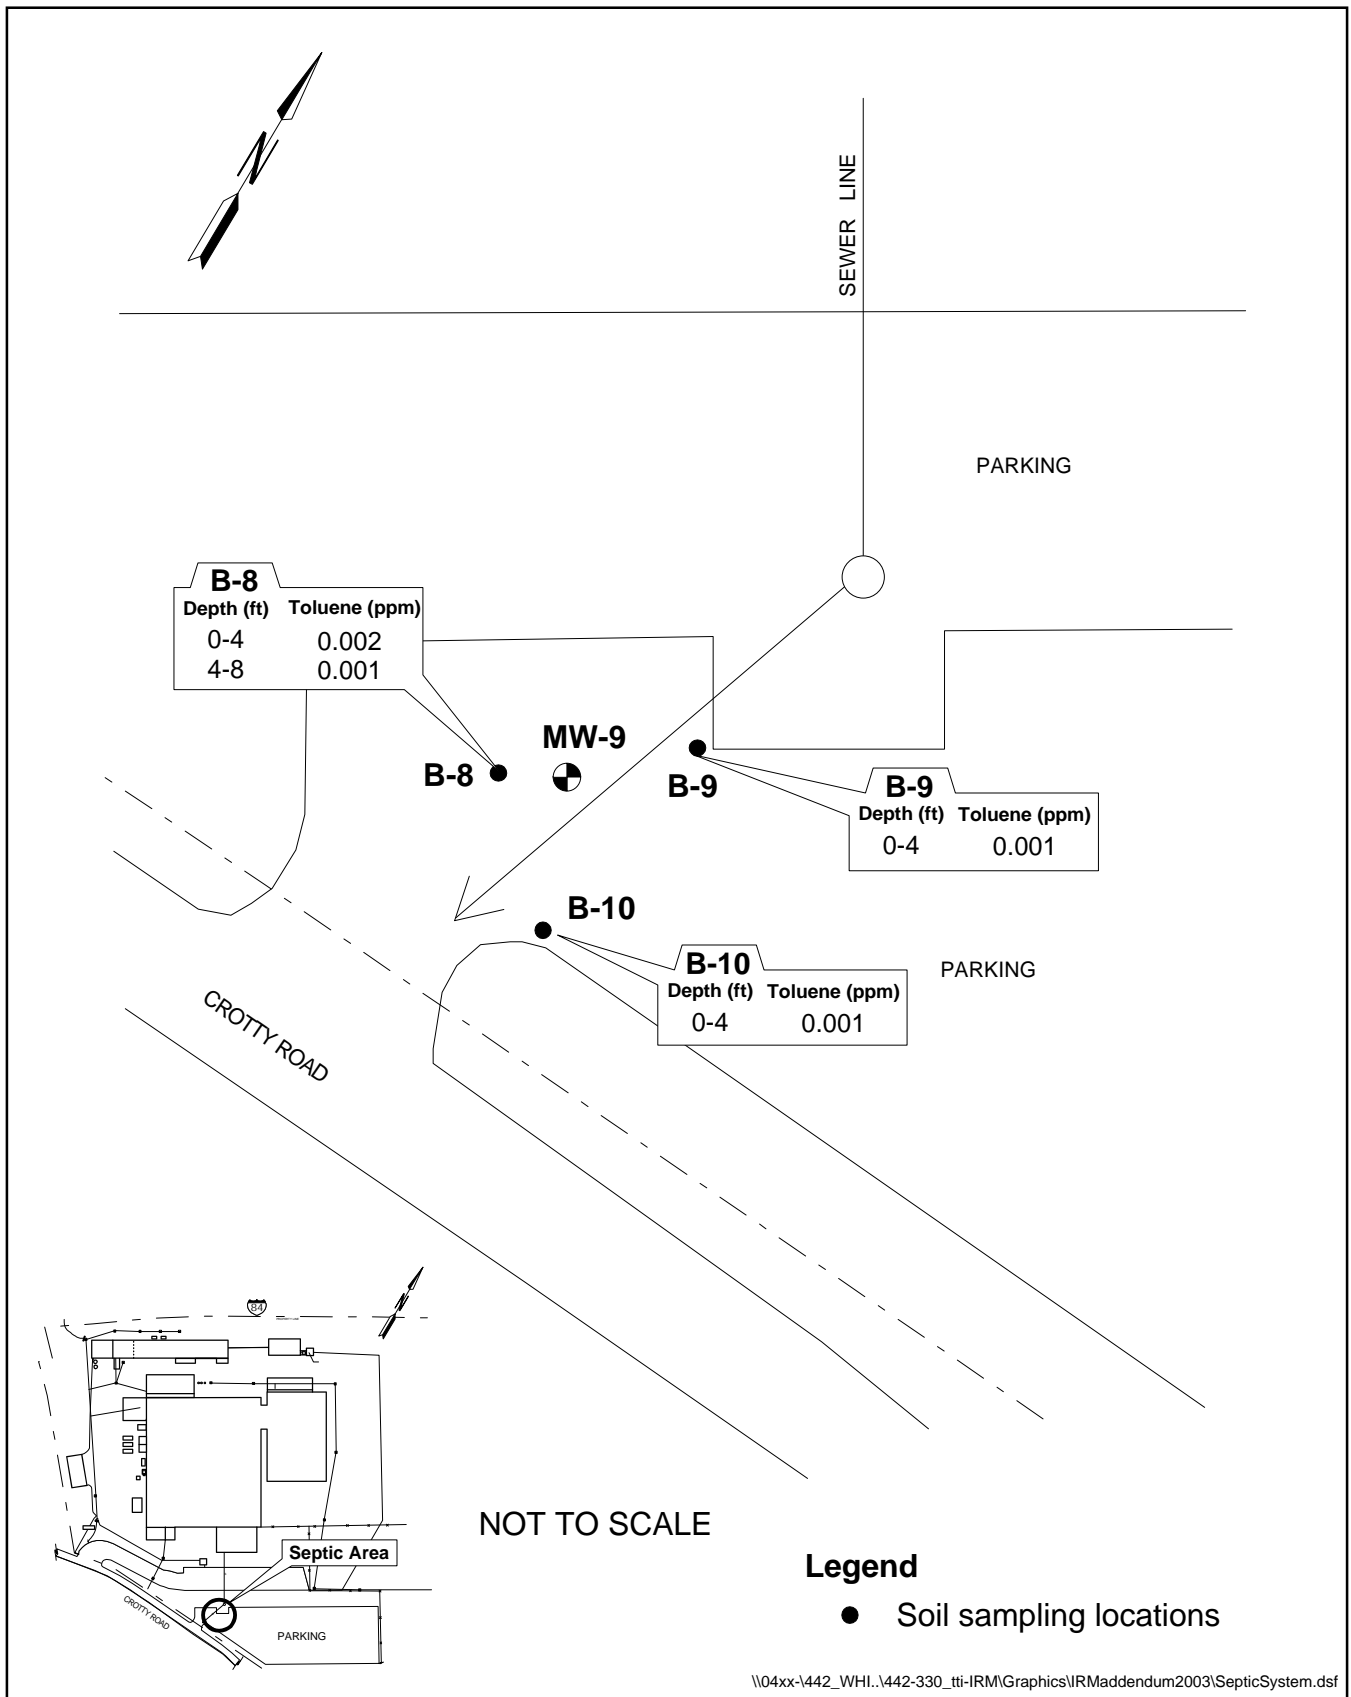 N
SEWER LINE
PARKING
B-8
Depth (ft) Toluene (ppm)
0-4 0.002
4-8 0.001
MW-9
B-8
B-9
B-9
Depth (ft) Toluene (ppm)
0-4 0.001
B-10
B-10
Depth (ft) Toluene (ppm)
0-4 0.001
PARKING
CROTTY ROAD
N
84
NOT TO SCALE
Septic Area
CROTTY ROAD
PARKING
Legend
Soil sampling locations
\\04xx-\442_WHI..\442-330_tti-IRM\Graphics\IRMaddendum2003\SepticSystem.dsf